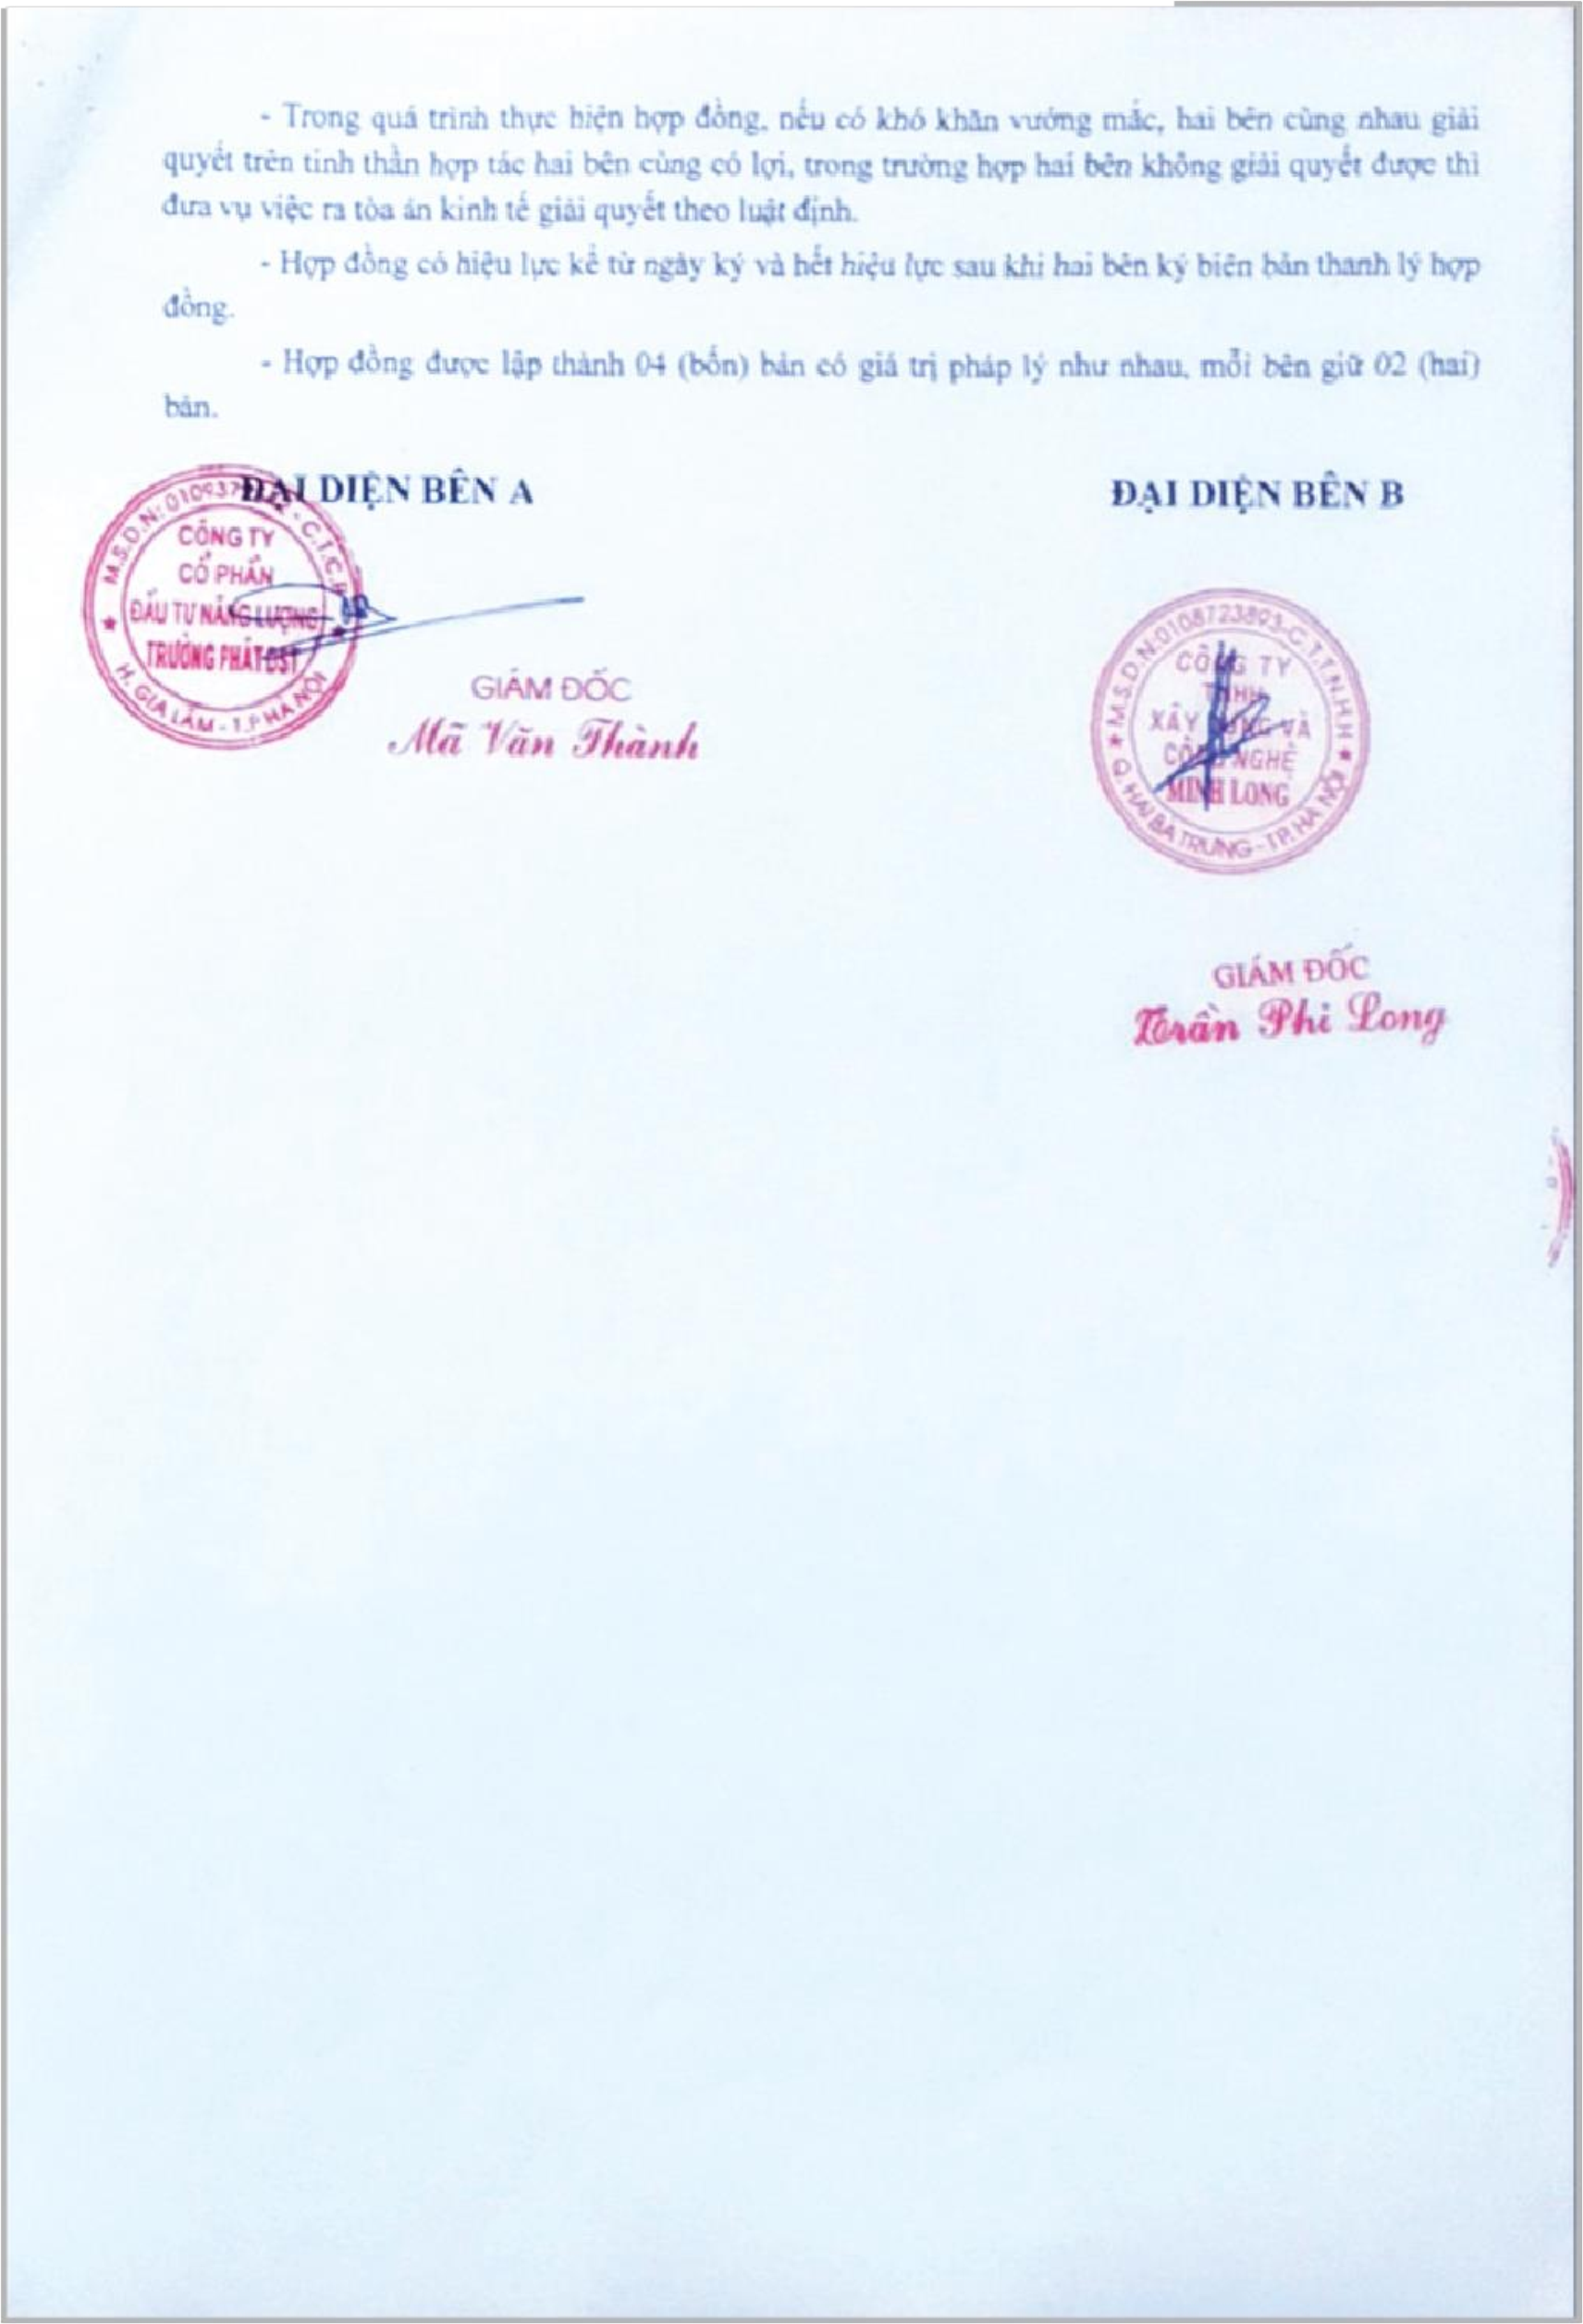 - Trong quá trình thực hiện hợp đồng, nếu có khó khăn vướng mắc, hai bên cùng nhau giải
quyết trên tinh thần hợp tác hai bên cùng có lợi, trong trường hợp hai bên không giải quyết được thì
đưa vụ việc ra tòa án kinh tế giải quyết theo luật định.
- Hợp đồng có hiệu lực kể từ ngày ký và hết hiệu lực sau khi hai bên ký biên bản thanh lý hợp
đồng.
- Hợp đồng được lập thành 04 (bốn) bản có giá trị pháp lý như nhau, mỗi bên giữ 02 (hai)
bản.
ĐẠI DIỆN BÊN A
M.S.D.N: 01093 - C.T.C.P
CÔNG TY
CỔ PHẦN
ĐẦU TƯ NĂNG LƯỢNG
TRƯỜNG PHÁT
H. GIA LÂM - T.P HÀ NỘI
GIÁM ĐỐC
Mã Văn Thành
ĐẠI DIỆN BÊN B
M.S.D.N:0108723893-C.T.T.N.H.H
CÔNG TY
TNHH
XÂY DỰNG VÀ
CÔNG NGHỆ
MINH LONG
Q. HAI BÀ TRƯNG - TP. HÀ NỘI
GIÁM ĐỐC
Trần Phi Long